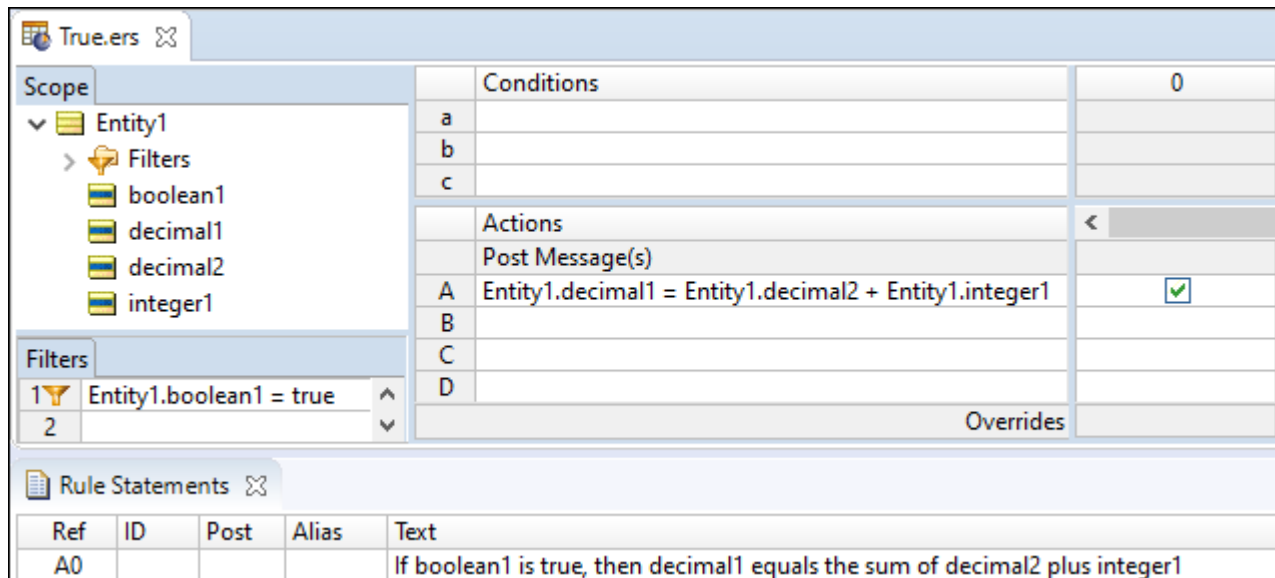 True.ers
Scope
Entity1
Filters
boolean1
decimal1
decimal2
integer1
Filters
1 Entity1.boolean1 = true
2
Conditions 0
a
b
c
Actions
Post Message(s)
A Entity1.decimal1 = Entity1.decimal2 + Entity1.integer1
B
C
D
Overrides
Rule Statements
Ref ID Post Alias Text
A0 If boolean1 is true, then decimal1 equals the sum of decimal2 plus integer1